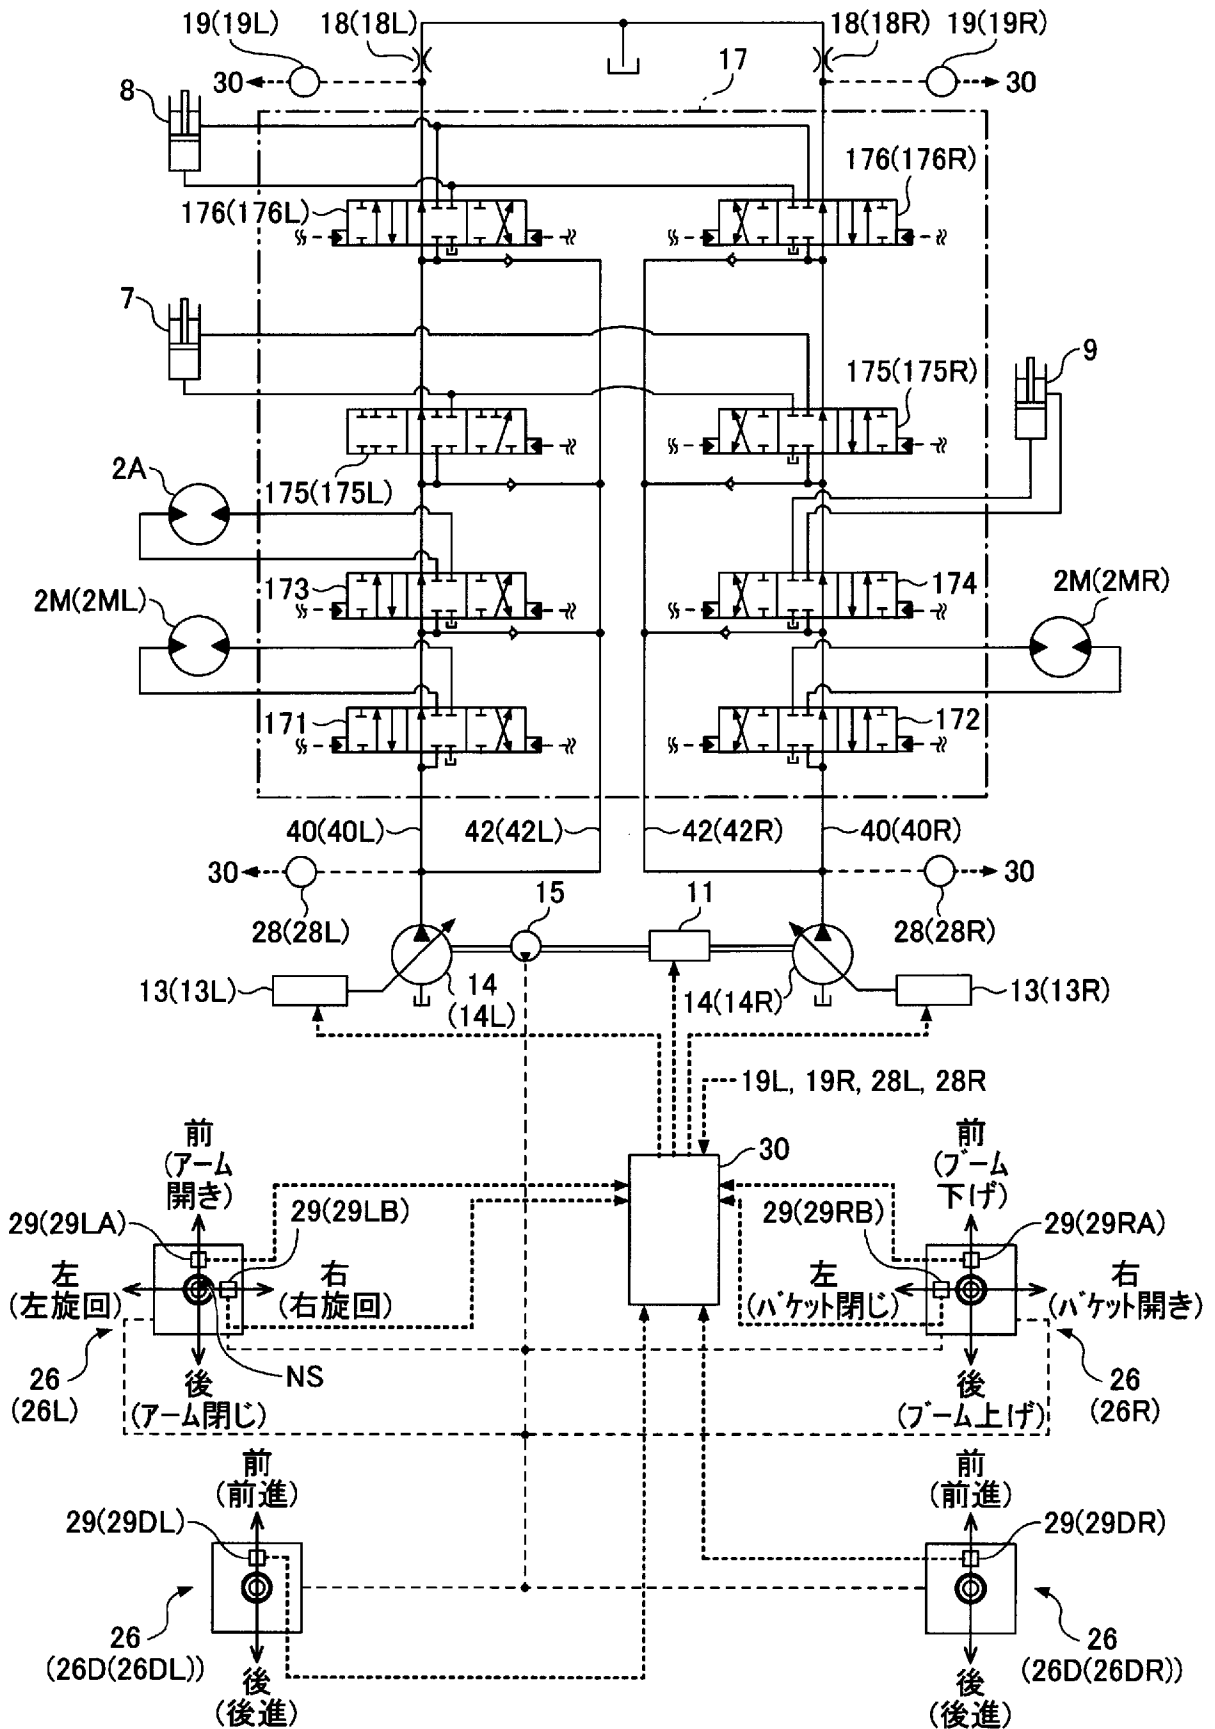 19(19L)
18(18L)
18(18R)
19(19R)
30
17
30
8
176(176R)
176(176L)
7
9
175(175R)
2A
175(175L)
173
174
2M(2ML)
2M(2MR)
171
172
40(40L)
42(42L)
42(42R)
40(40R)
30
30
15
11
28(28L)
28(28R)
13(13L)
14
(14L)
14(14R)
13(13R)
19L, 19R, 28L, 28R
前
(アーム
開き)
30
前
(ブーム
下げ)
29(29LA)
29(29LB)
29(29RB)
29(29RA)
左
(左旋回)
右
(右旋回)
左
(バケット閉じ)
右
(バケット開き)
26
(26L)
後
(アーム閉じ)
NS
後
(ブーム上げ)
26
(26R)
前
(前進)
前
(前進)
29(29DL)
29(29DR)
26
(26D(26DL))
後
(後進)
26
(26D(26DR))
後
(後進)